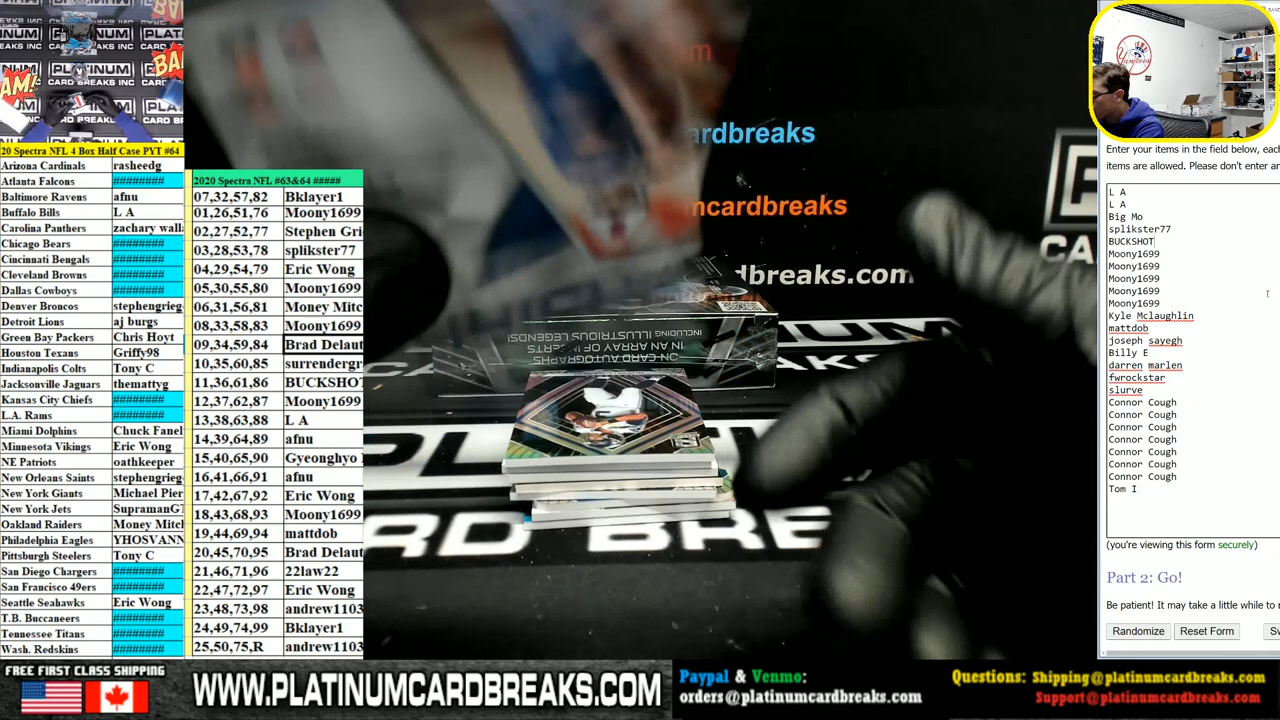 PLATINUM
CARD BREAKS INC
BAM!
20 Spectra NFL 4 Box Half Case PYT #64
Arizona Cardinals rasheedg
Atlanta Falcons ########
Baltimore Ravens afnu
Buffalo Bills L A
Carolina Panthers zachary wall
Chicago Bears ########
Cincinnati Bengals ########
Cleveland Browns ########
Dallas Cowboys ########
Denver Broncos stephengrieg
Detroit Lions aj burgs
Green Bay Packers Chris Hoyt
Houston Texans Griffy98
Indianapolis Colts Tony C
Jacksonville Jaguars themattyg
Kansas City Chiefs ########
L.A. Rams ########
Miami Dolphins Chuck Fanel
Minnesota Vikings Eric Wong
NE Patriots oathkeeper
New Orleans Saints stephengrieg
New York Giants Michael Pier
New York Jets SupramanGT
Oakland Raiders Money Mitch
Philadelphia Eagles YHOSVANN
Pittsburgh Steelers Tony C
San Diego Chargers ########
San Francisco 49ers ########
Seattle Seahawks Eric Wong
T.B. Buccaneers ########
Tennessee Titans ########
Wash. Redskins ########
2020 Spectra NFL #63&64 #####
07,32,57,82 Bklayer1
01,26,51,76 Moony1699
02,27,52,77 Stephen Gri
03,28,53,78 splikster77
04,29,54,79 Eric Wong
05,30,55,80 Moony1699
06,31,56,81 Money Mitc
08,33,58,83 Moony1699
09,34,59,84 Brad Delaut
10,35,60,85 surrendergr
11,36,61,86 BUCKSHOT
12,37,62,87 Moony1699
13,38,63,88 L A
14,39,64,89 afnu
15,40,65,90 Gyeonghyo
16,41,66,91 afnu
17,42,67,92 Eric Wong
18,43,68,93 Moony1699
19,44,69,94 mattdob
20,45,70,95 Brad Delaut
21,46,71,96 22law22
22,47,72,97 Eric Wong
23,48,73,98 andrew1103
24,49,74,99 Bklayer1
25,50,75,R andrew1103
ardbreaks
mcardbreaks
dbreaks.com
INCLUDING ILLUSTRIOUS LEGENDS!
IN AN ARRAY OF INSERTS
ON-CARD AUTOGRAPHS
CARD BRE
Yankees
Enter your items in the field below, eac
items are allowed. Please don't enter an
L A
L A
Big Mo
splikster77
BUCKSHOT
Moony1699
Moony1699
Moony1699
Moony1699
Moony1699
Kyle Mclaughlin
mattdob
joseph sayegh
Billy E
darren marlen
fwrockstar
slurve
Connor Cough
Connor Cough
Connor Cough
Connor Cough
Connor Cough
Connor Cough
Connor Cough
Tom I
(you're viewing this form securely)
Part 2: Go!
Be patient! It may take a little while to
Randomize Reset Form
FREE FIRST CLASS SHIPPING
WWW.PLATINUMCARDBREAKS.COM
Paypal & Venmo:
orders@platinumcardbreaks.com
Questions: Shipping@platinumcardbreaks.com
Support@platinumcardbreaks.com